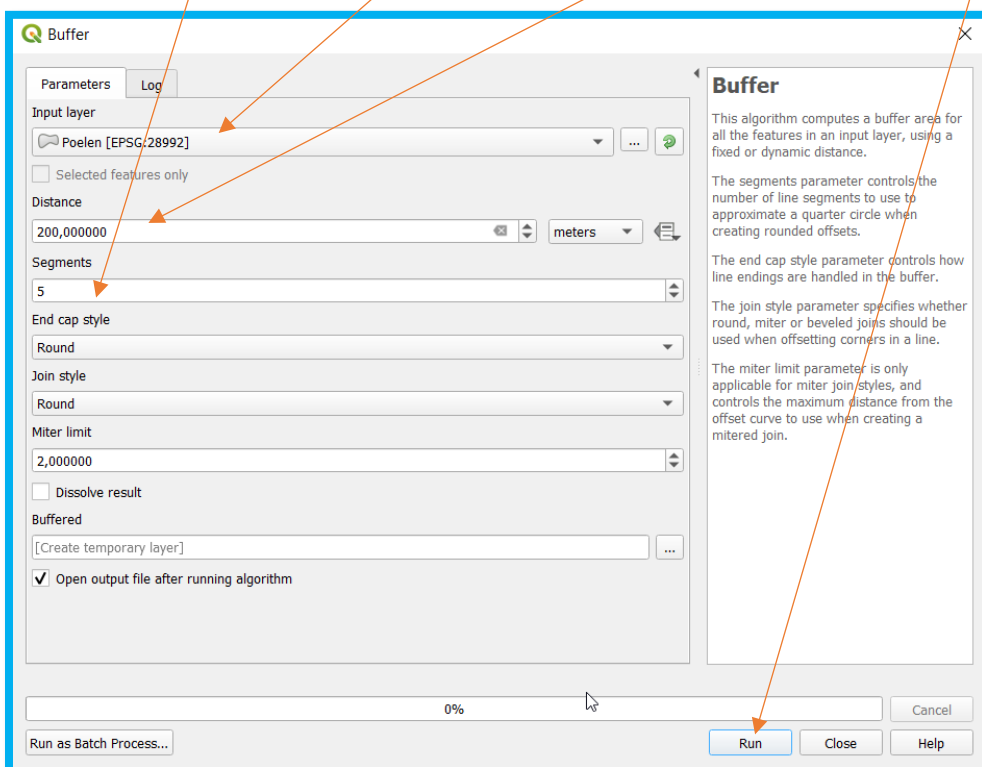 Buffer
Parameters
Log
Input layer
Poelen [EPSG:28992]
...
Selected features only
Distance
200,000000
meters
Segments
5
End cap style
Round
Join style
Round
Miter limit
2,000000
Dissolve result
Buffered
[Create temporary layer]
...
Open output file after running algorithm
Buffer
This algorithm computes a buffer area for
all the features in an input layer, using a
fixed or dynamic distance.
The segments parameter controls the
number of line segments to use to
approximate a quarter circle when
creating rounded offsets.
The end cap style parameter controls how
line endings are handled in the buffer.
The join style parameter specifies whether
round, miter or beveled joins should be
used when offsetting corners in a line.
The miter limit parameter is only
applicable for miter join styles, and
controls the maximum distance from the
offset curve to use when creating a
mitered join.
0%
Cancel
Run as Batch Process...
Run
Close
Help